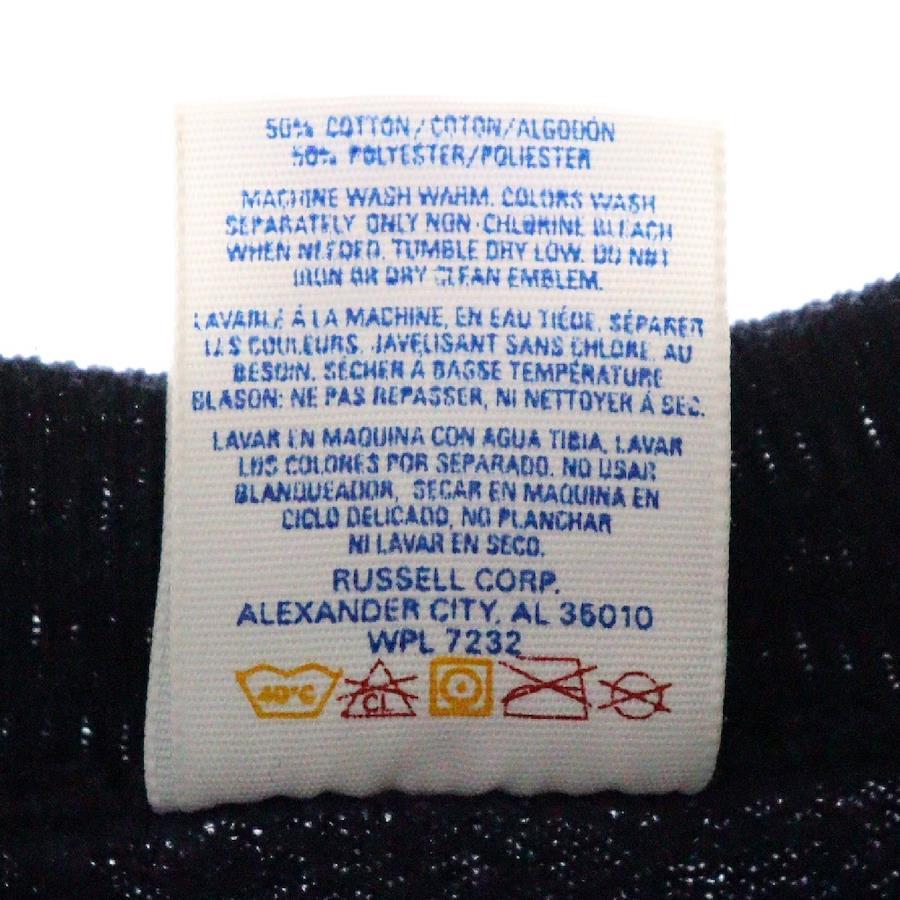 50% COTTON/COTON/ALGODÓN
50% POLYESTER/POLIESTER
MACHINE WASH WARM. COLORS WASH
SEPARATELY ONLY NON-CHLORINE BLEACH
WHEN NEEDED. TUMBLE DRY LOW. DO NOT
IRON OR DRY CLEAN EMBLEM.
LAVABLE À LA MACHINE, EN EAU TIÉDE. SÉPARER
LES COULEURS. JAVELISANT SANS CHLORE. AU
BESOIN. SÉCHER À BASSE TEMPÉRATURE
BLASON: NE PAS REPASSER, NI NETTOYER Á SEC.
LAVAR EN MAQUINA CON AGUA TIBIA, LAVAR
LOS COLORES POR SEPARADO. NO USAR
BLANQUEADOR, SECAR EN MAQUINA EN
CICLO DELICADO, NO PLANCHAR
NI LAVAR EN SECO.
RUSSELL CORP.
ALEXANDER CITY, AL 35010
WPL 7232
40°C CL